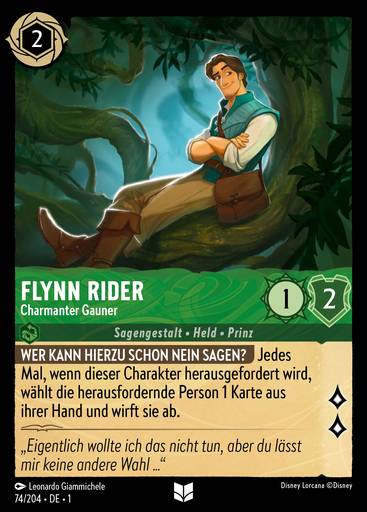 2
FLYNN RIDER
Charmanter Gauner
1
2
Sagengestalt • Held • Prinz
WER KANN HIERZU SCHON NEIN SAGEN? Jedes
Mal, wenn dieser Charakter herausgefordert wird,
wählt die herausfordernde Person 1 Karte aus
ihrer Hand und wirft sie ab.
„Eigentlich wollte ich das nicht tun, aber du lässt
mir keine andere Wahl ...“
Leonardo Giammichele
74/204 • DE • 1
Disney Lorcana ©Disney